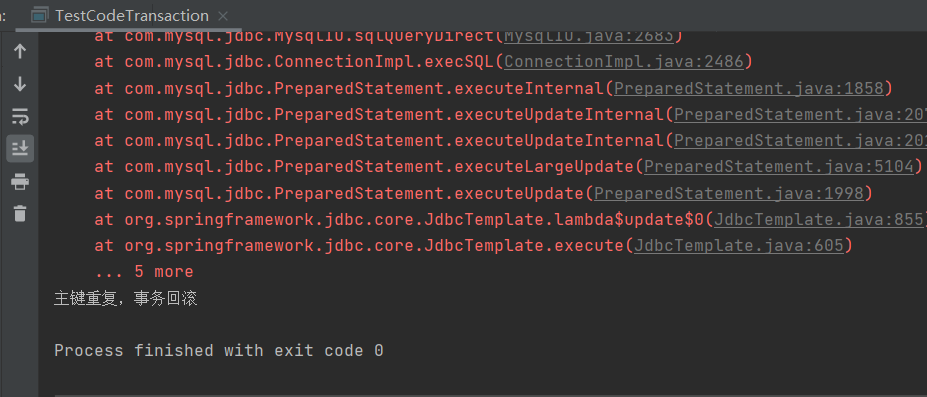 : TestCodeTransaction ×
at com.mysql.jdbc.MysqlIO.sqlQueryDirect(MysqlIO.java:2683)
at com.mysql.jdbc.ConnectionImpl.execSQL(ConnectionImpl.java:2486)
at com.mysql.jdbc.PreparedStatement.executeInternal(PreparedStatement.java:1858)
at com.mysql.jdbc.PreparedStatement.executeUpdateInternal(PreparedStatement.java:207
at com.mysql.jdbc.PreparedStatement.executeUpdateInternal(PreparedStatement.java:201
at com.mysql.jdbc.PreparedStatement.executeLargeUpdate(PreparedStatement.java:5104)
at com.mysql.jdbc.PreparedStatement.executeUpdate(PreparedStatement.java:1998)
at org.springframework.jdbc.core.JdbcTemplate.lambda$update$0(JdbcTemplate.java:855)
at org.springframework.jdbc.core.JdbcTemplate.execute(JdbcTemplate.java:605)
... 5 more
主键重复，事务回滚
Process finished with exit code 0